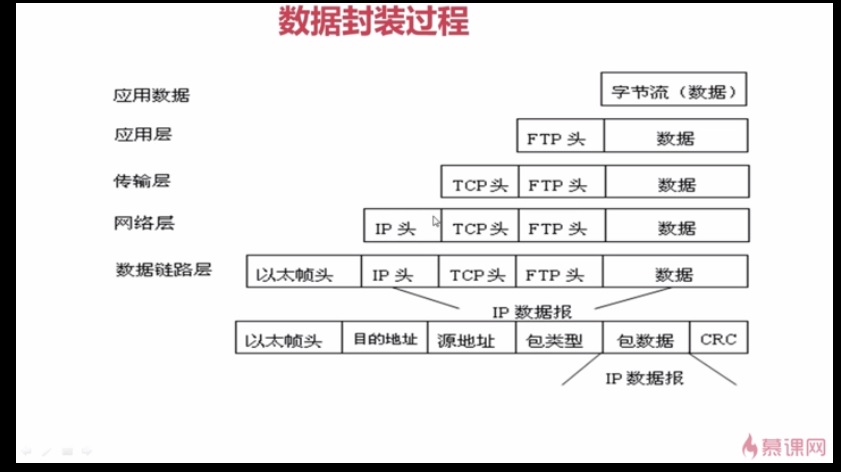 数据封装过程
应用数据 字节流（数据）
应用层 FTP 头 数据
传输层 TCP 头 FTP 头 数据
网络层 IP 头 TCP 头 FTP 头 数据
数据链路层 以太帧头 IP 头 TCP 头 FTP 头 数据
IP 数据报
以太帧头 目的地址 源地址 包类型 包数据 CRC
IP 数据报
慕课网